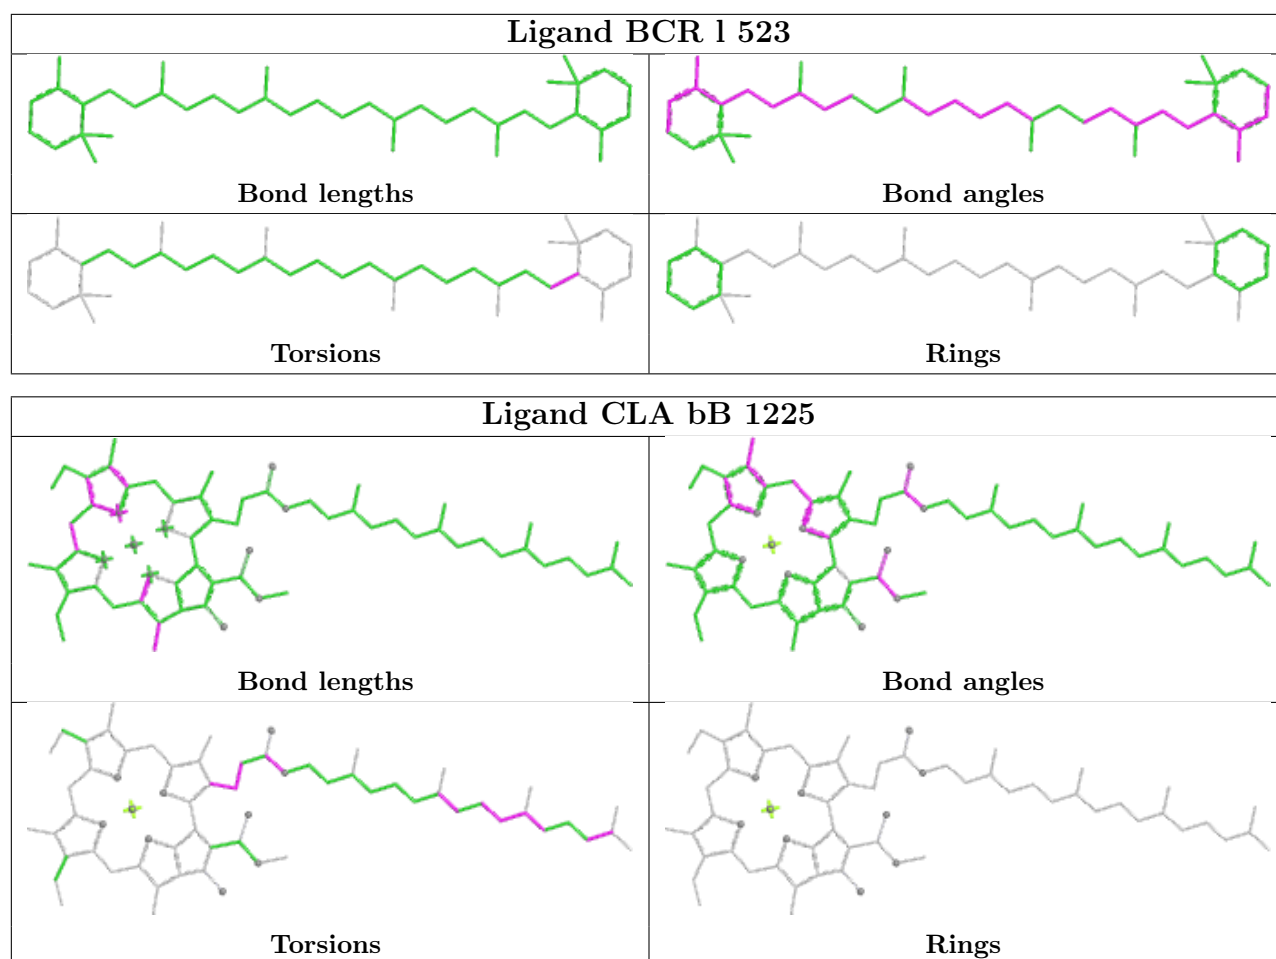 Ligand BCR l 523
Bond lengths
Bond angles
Torsions
Rings
Ligand CLA bB 1225
Bond lengths
Bond angles
Torsions
Rings